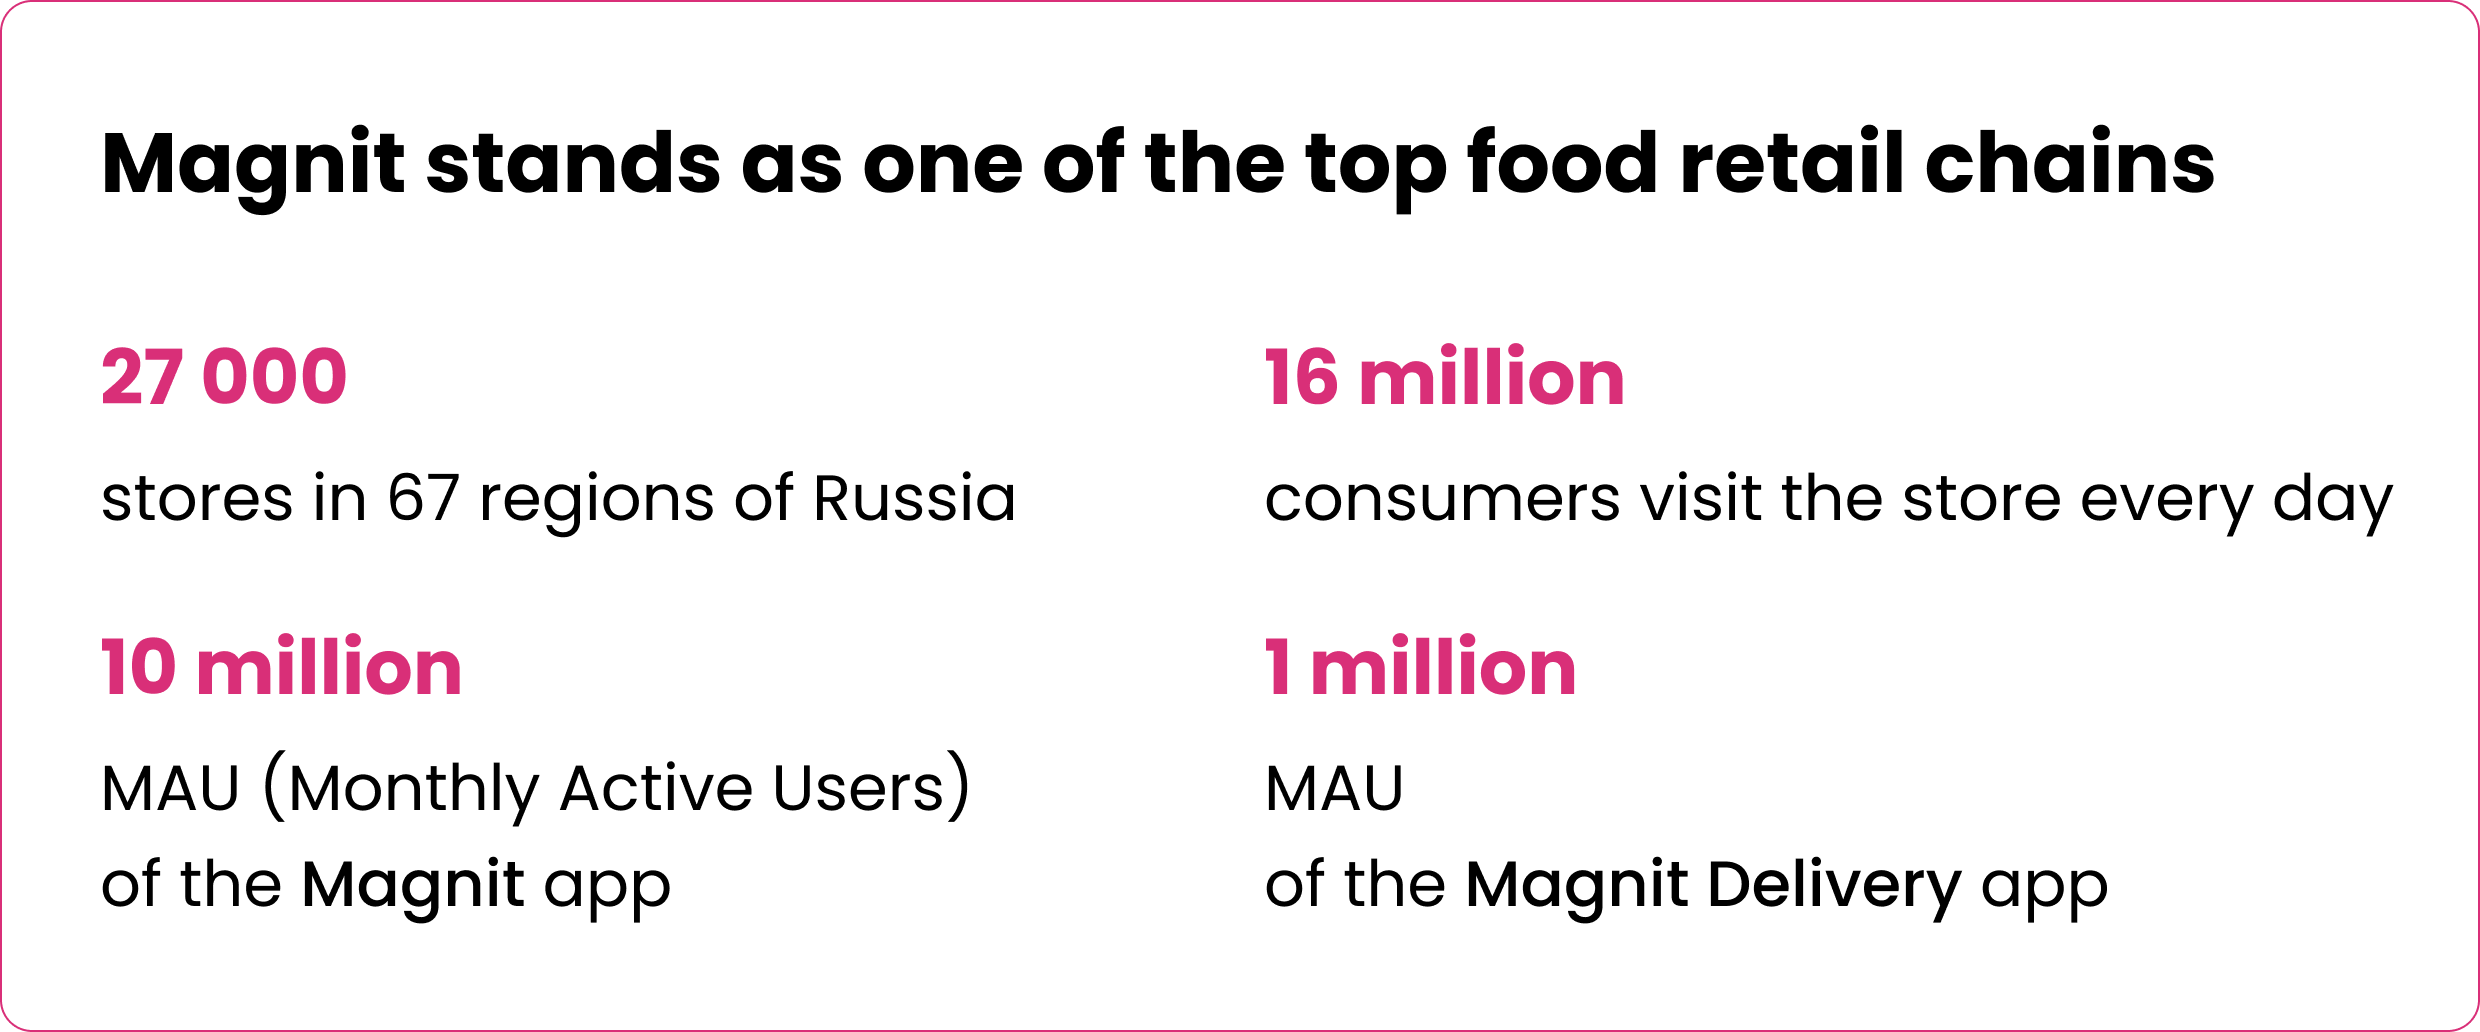 Magnit stands as one of the top food retail chains
27 000
stores in 67 regions of Russia
16 million
consumers visit the store every day
10 million
MAU (Monthly Active Users)
of the Magnit app
1 million
MAU
of the Magnit Delivery app